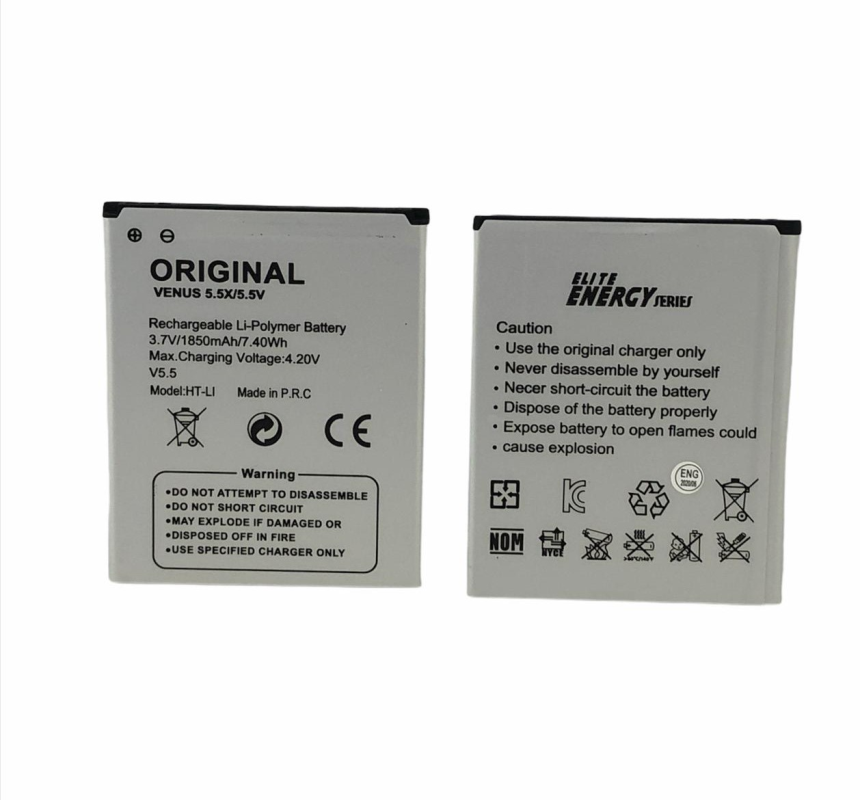 ORIGINAL
VENUS 5.5X/5.5V
Rechargeable Li-Polymer Battery
3.7V/1850mAh/7.40Wh
Max.Charging Voltage:4.20V
V5.5
Model:HT-LI Made in P.R.C
CE
Warning
•DO NOT ATTEMPT TO DISASSEMBLE
•DO NOT SHORT CIRCUIT
•MAY EXPLODE IF DAMAGED OR
•DISPOSED OFF IN FIRE
•USE SPECIFIED CHARGER ONLY
ELITE
ENERGY SERIES
Caution
• Use the original charger only
• Never disassemble by yourself
• Necer short-circuit the battery
• Dispose of the battery properly
• Expose battery to open flames could
• cause explosion
ENG
2020/06
NOM
NYCE